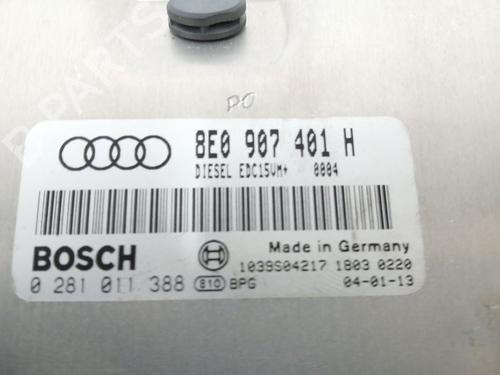 PO
8E0 907 401 H
DIESEL EDC15VM+ 0004
BOSCH
Made in Germany
1039S04217 1803 0220
0 281 011 388 810 BPG 04-01-13